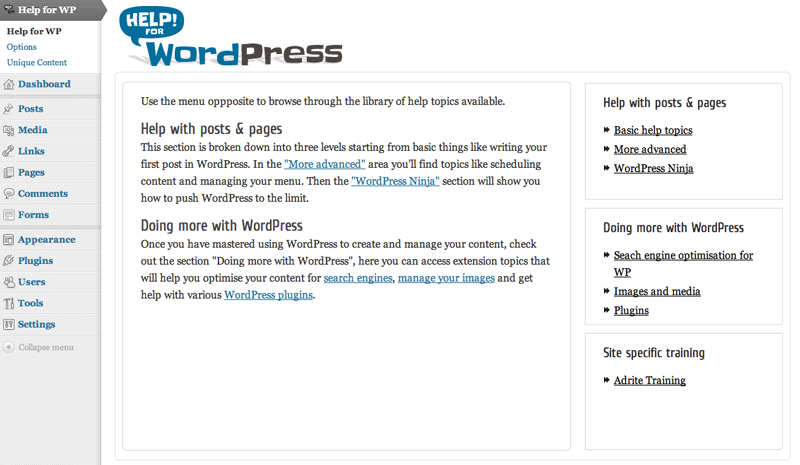 Help for WP
Help for WP
Options
Unique Content
Dashboard
Posts
Media
Links
Pages
Comments
Forms
Appearance
Plugins
Users
Tools
Settings
Collapse menu
HELP!
FOR
WordPress
Use the menu oppposite to browse through the library of help topics available.
Help with posts & pages
This section is broken down into three levels starting from basic things like writing your
first post in WordPress. In the "More advanced" area you'll find topics like scheduling
content and managing your menu. Then the "WordPress Ninja" section will show you
how to push WordPress to the limit.
Doing more with WordPress
Once you have mastered using WordPress to create and manage your content, check
out the section "Doing more with WordPress", here you can access extension topics that
will help you optimise your content for search engines, manage your images and get
help with various WordPress plugins.
Help with posts & pages
Basic help topics
More advanced
WordPress Ninja
Doing more with WordPress
Seach engine optimisation for
WP
Images and media
Plugins
Site specific training
Adrite Training